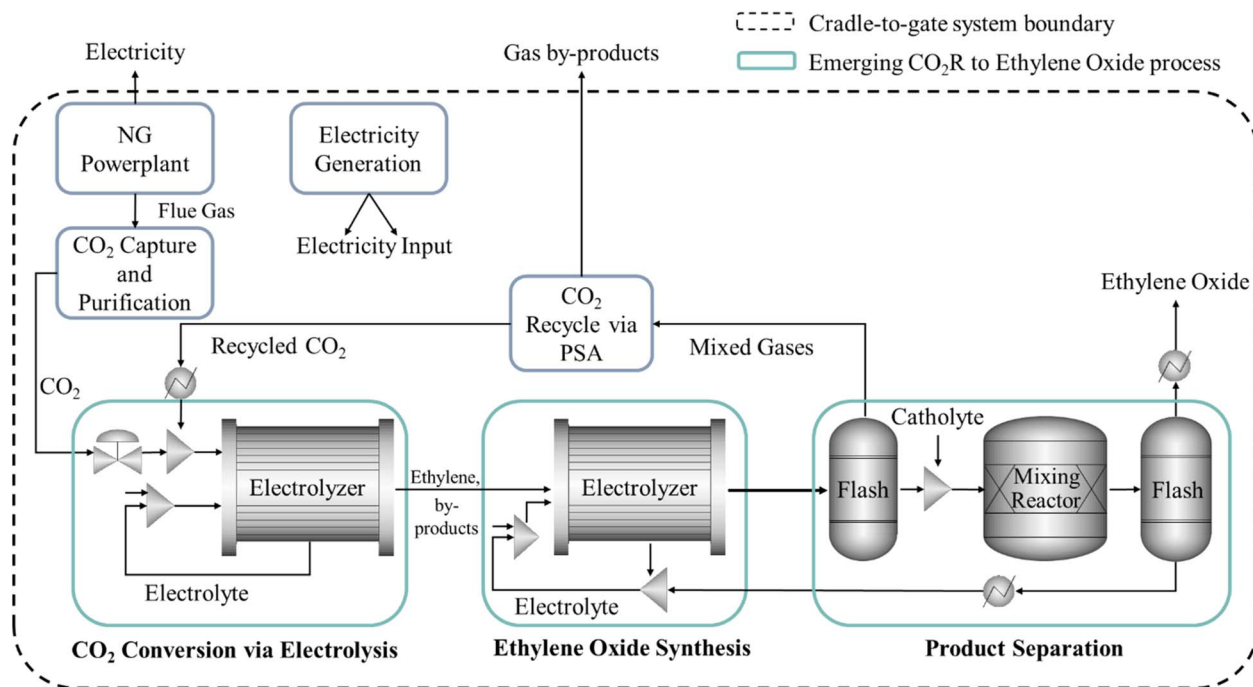 Cradle-to-gate system boundary
Emerging CO₂R to Ethylene Oxide process
Electricity
Gas by-products
NG
Powerplant
Electricity
Generation
Flue Gas
Electricity Input
CO₂ Capture
and
Purification
CO₂
Recycle via
PSA
Ethylene Oxide
Recycled CO₂
Mixed Gases
CO₂
Catholyte
Electrolyzer
Ethylene,
by-
products
Electrolyzer
Flash
Mixing
Reactor
Flash
Electrolyte
Electrolyte
CO₂ Conversion via Electrolysis
Ethylene Oxide Synthesis
Product Separation